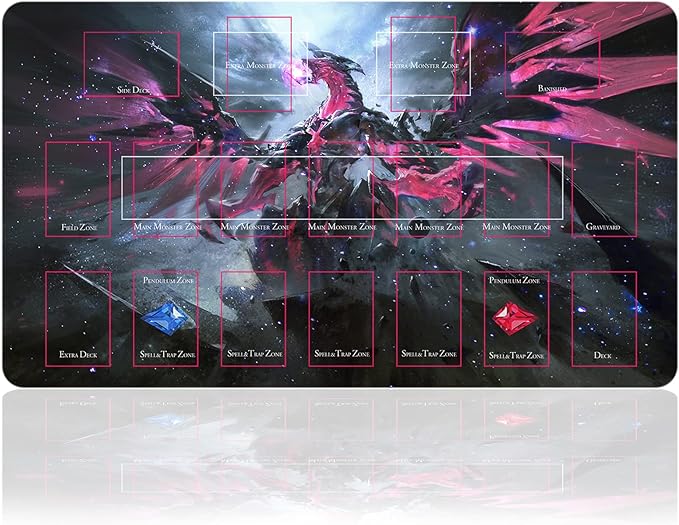 Extra Monster Zone
Extra Monster Zone
Side Deck
Banished
Field Zone
Main Monster Zone
Main Monster Zone
Main Monster Zone
Main Monster Zone
Main Monster Zone
Graveyard
Pendulum Zone
Pendulum Zone
Extra Deck
Spell&Trap Zone
Spell&Trap Zone
Spell&Trap Zone
Spell&Trap Zone
Spell&Trap Zone
Deck